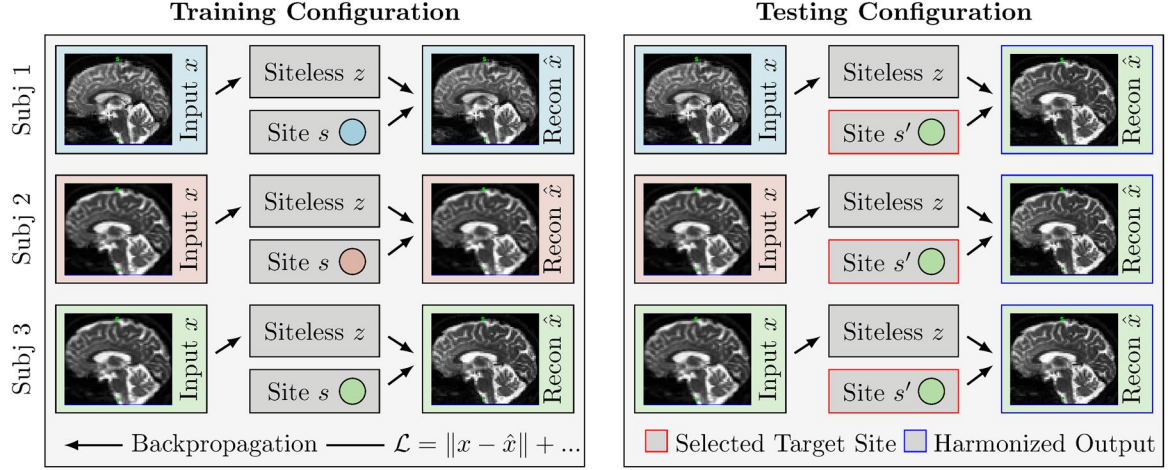 Training Configuration
Subj 1
Input x
Siteless z
Site s
Recon x̂
Subj 2
Input x
Siteless z
Site s
Recon x̂
Subj 3
Input x
Siteless z
Site s
Recon x̂
Backpropagation
ℒ = ‖x − x̂‖ + ...
Testing Configuration
Input x
Siteless z
Site s′
Recon x̂
Input x
Siteless z
Site s′
Recon x̂
Input x
Siteless z
Site s′
Recon x̂
Selected Target Site
Harmonized Output